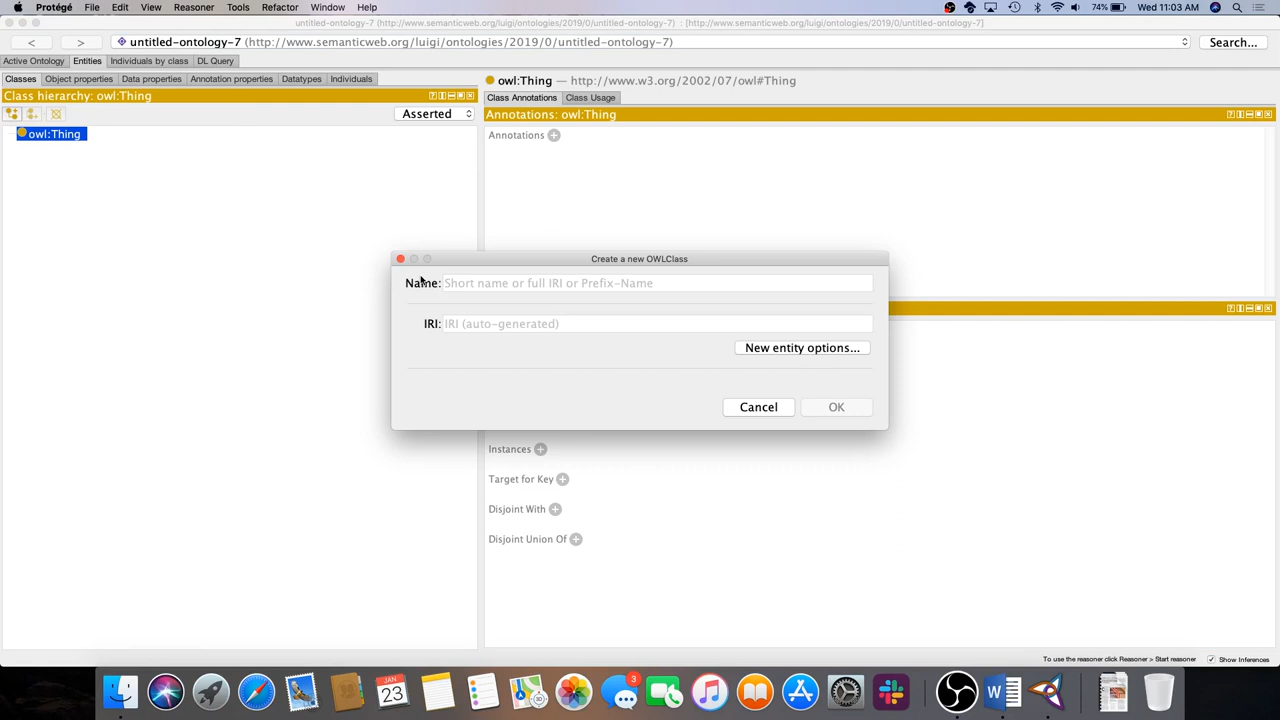 Protégé File Edit View Reasoner Tools Refactor Window Help 74% Wed 11:03 AM
untitled-ontology-7 (http://www.semanticweb.org/luigi/ontologies/2019/0/untitled-ontology-7) : [http://www.semanticweb.org/luigi/ontologies/2019/0/untitled-ontology-7]
< > untitled-ontology-7 (http://www.semanticweb.org/luigi/ontologies/2019/0/untitled-ontology-7) Search...
Active Ontology Entities Individuals by class DL Query
Classes Object properties Data properties Annotation properties Datatypes Individuals
owl:Thing — http://www.w3.org/2002/07/owl#Thing
Class hierarchy: owl:Thing
Class Annotations Class Usage
Asserted
Annotations: owl:Thing
owl:Thing
Annotations
Create a new OWLClass
Name: Short name or full IRI or Prefix-Name
IRI: IRI (auto-generated)
New entity options...
Cancel OK
Instances
Target for Key
Disjoint With
Disjoint Union Of
To use the reasoner click Reasoner > Start reasoner Show Inferences
JAN
23
3